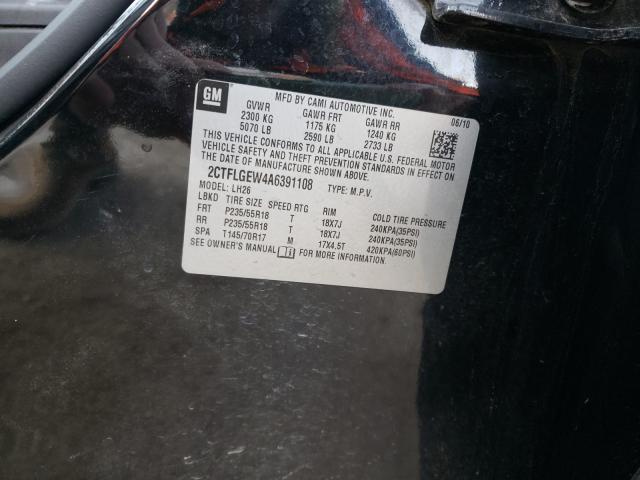 GM
MFD BY CAMI AUTOMOTIVE INC.
GVWR GAWR FRT GAWR RR 06/10
2300 KG 1175 KG 1240 KG
5070 LB 2590 LB 2733 LB
THIS VEHICLE CONFORMS TO ALL APPLICABLE U.S. FEDERAL MOTOR
VEHICLE SAFETY AND THEFT PREVENTION STANDARDS IN EFFECT ON
THE DATE OF MANUFACTURE SHOWN ABOVE.
2CTFLGEW4A6391108 TYPE: M.P.V.
MODEL: LH26
LBKD TIRE SIZE SPEED RTG RIM COLD TIRE PRESSURE
FRT P235/55R18 T 18X7J 240KPA(35PSI)
RR P235/55R18 T 18X7J 240KPA(35PSI)
SPA T145/70R17 M 17X4.5T 420KPA(60PSI)
SEE OWNER'S MANUAL FOR MORE INFORMATION.